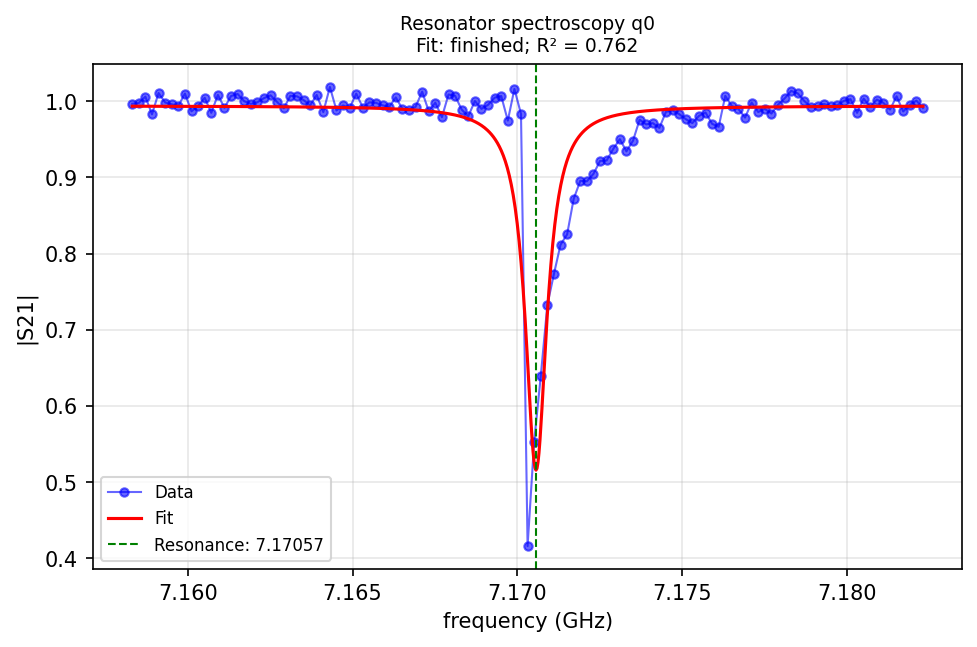 Resonator spectroscopy q0
Fit: finished; R² = 0.762
|S21|
1.0
0.9
0.8
0.7
0.6
0.5
0.4
Data
Fit
Resonance: 7.17057
7.160
7.165
7.170
7.175
7.180
frequency (GHz)